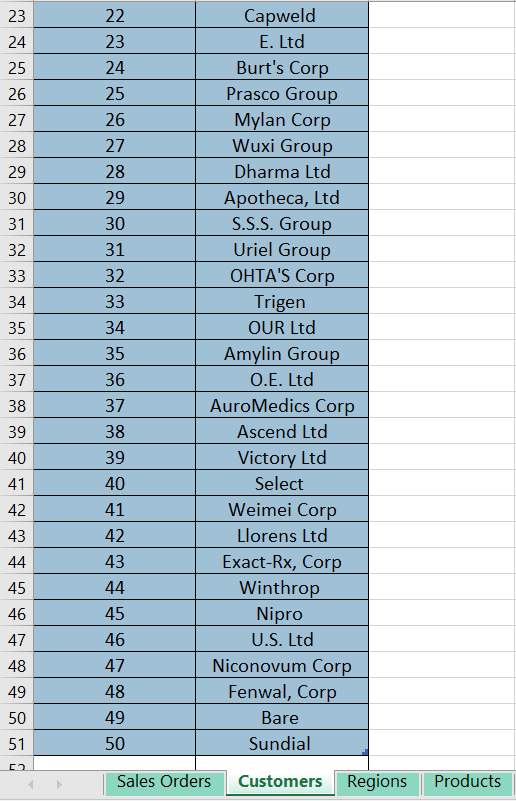 23 22 Capweld
24 23 E. Ltd
25 24 Burt's Corp
26 25 Prasco Group
27 26 Mylan Corp
28 27 Wuxi Group
29 28 Dharma Ltd
30 29 Apotheca, Ltd
31 30 S.S.S. Group
32 31 Uriel Group
33 32 OHTA'S Corp
34 33 Trigen
35 34 OUR Ltd
36 35 Amylin Group
37 36 O.E. Ltd
38 37 AuroMedics Corp
39 38 Ascend Ltd
40 39 Victory Ltd
41 40 Select
42 41 Weimei Corp
43 42 Llorens Ltd
44 43 Exact-Rx, Corp
45 44 Winthrop
46 45 Nipro
47 46 U.S. Ltd
48 47 Niconovum Corp
49 48 Fenwal, Corp
50 49 Bare
51 50 Sundial
52
Sales Orders Customers Regions Products